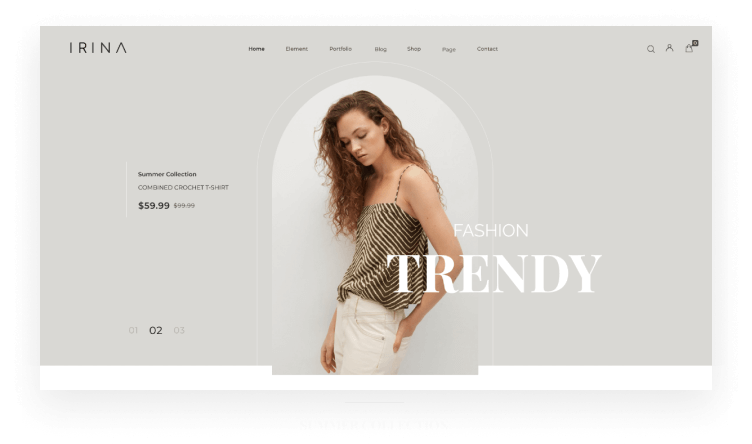 IRINA
Home Element Portfolio Blog Shop Page Contact
0
Summer Collection
COMBINED CROCHET T-SHIRT
$59.99 $99.99
FASHION
TRENDY
01 02 03